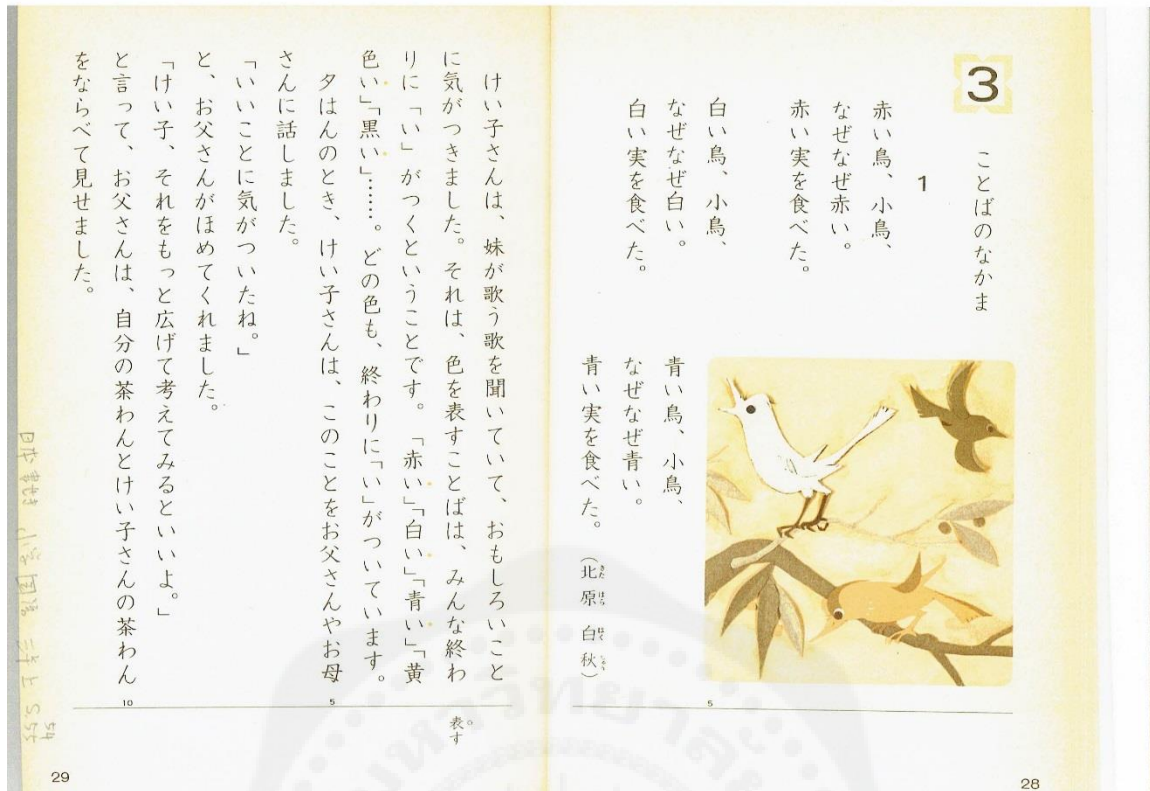 3
ことばのなかま
1
赤い鳥、小鳥、
なぜなぜ赤い。
赤い実を食べた。
白い鳥、小鳥、
なぜなぜ白い。
白い実を食べた。
青い鳥、小鳥、
なぜなぜ青い。
青い実を食べた。
(北原白秋)
きたはらはくしゅう
5
28
けい子さんは、妹が歌う歌を聞いていて、おもしろいこと
に気がつきました。それは、色を表すことばは、みんな終わ
りに「い」がつくということです。「赤い」「白い」「青い」「黄
色い」「黒い」……。どの色も、終わりに「い」がついています。
夕はんのとき、けい子さんは、このことをお父さんやお母
さんに話しました。
「いいことに気がついたね。」
と、お父さんがほめてくれました。
「けい子、それをもっと広げて考えてみるといいよ。」
と言って、お父さんは、自分の茶わんとけい子さんの茶わん
をならべて見せました。
表す
5
10
29